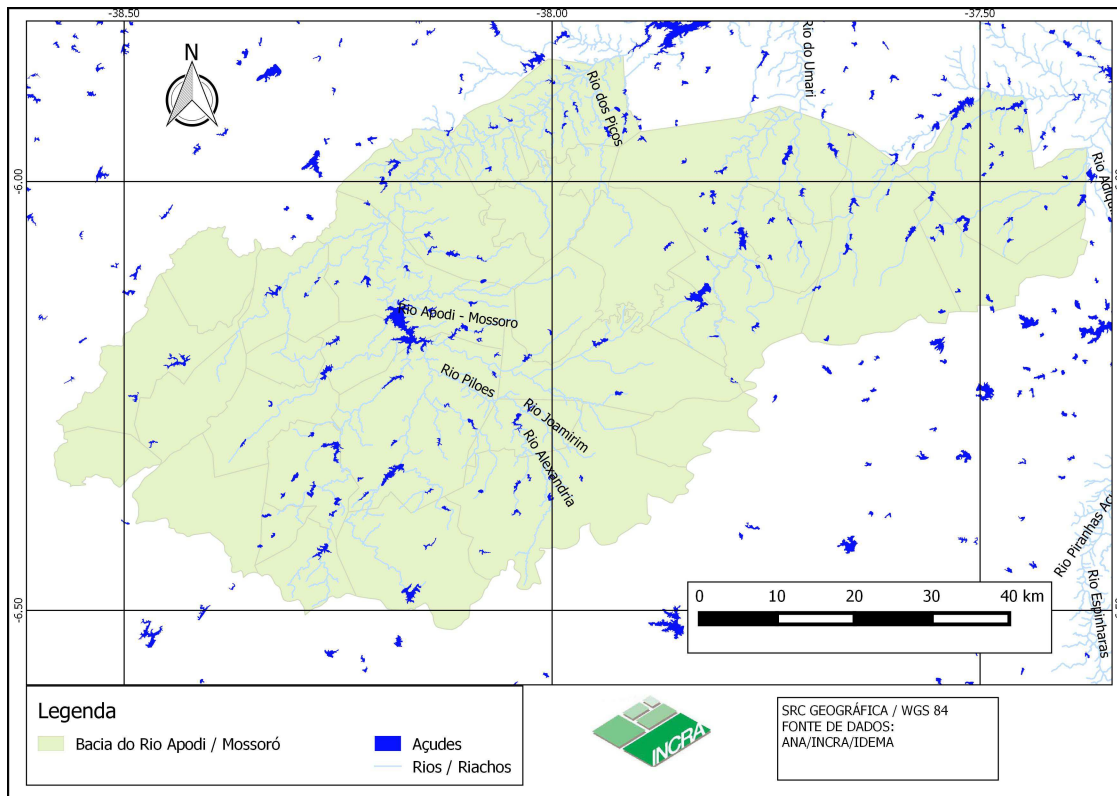 -38.50
-38.00
-37.50
N
Rio do Umari
Rio dos Picos
-6.00
Rio Apodi - Mossoro
Rio Piloes
Rio Joamirim
Rio Alexandria
Rio Piranhas Açu
Rio Espinharas
-6.50
0 10 20 30 40 km
Legenda
Bacia do Rio Apodi / Mossoró
Açudes
Rios / Riachos
INCRA
SRC GEOGRÁFICA / WGS 84
FONTE DE DADOS:
ANA/INCRA/IDEMA